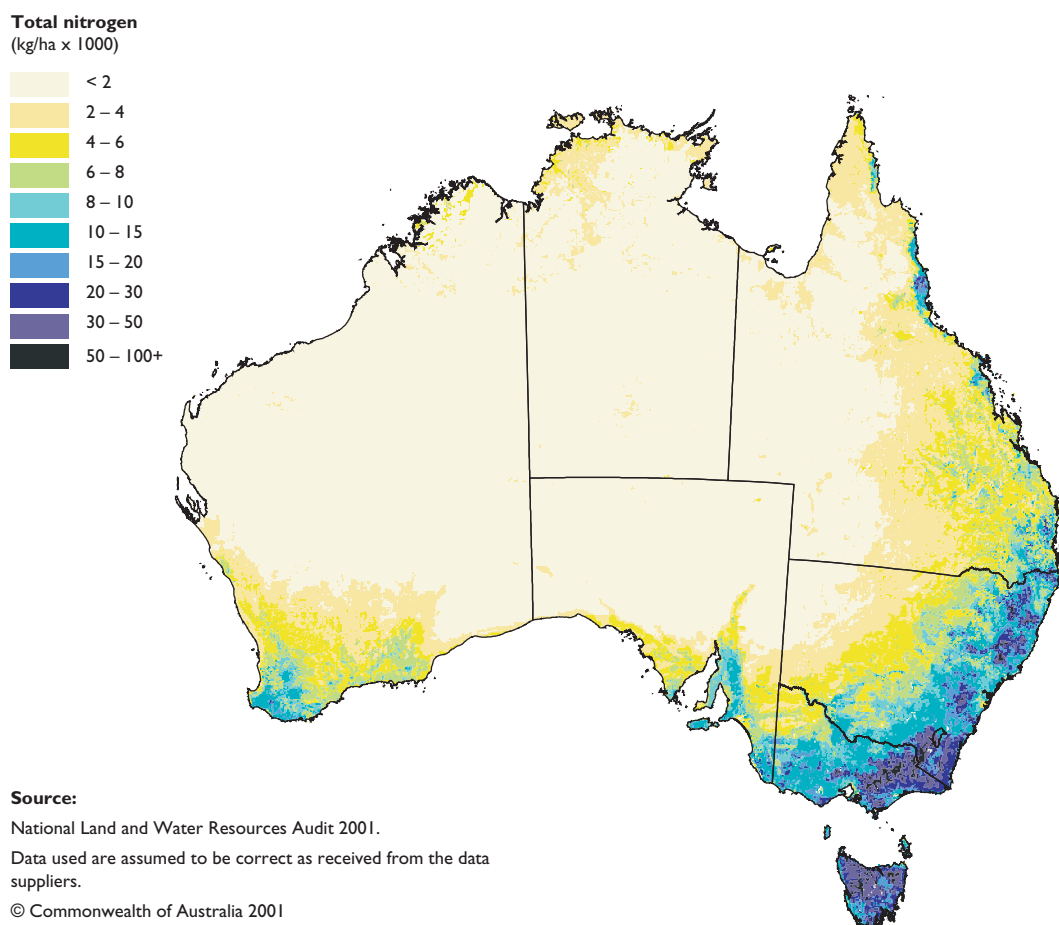 Total nitrogen
(kg/ha x 1000)
< 2
2 – 4
4 – 6
6 – 8
8 – 10
10 – 15
15 – 20
20 – 30
30 – 50
50 – 100+
Source:
National Land and Water Resources Audit 2001.
Data used are assumed to be correct as received from the data
suppliers.
© Commonwealth of Australia 2001